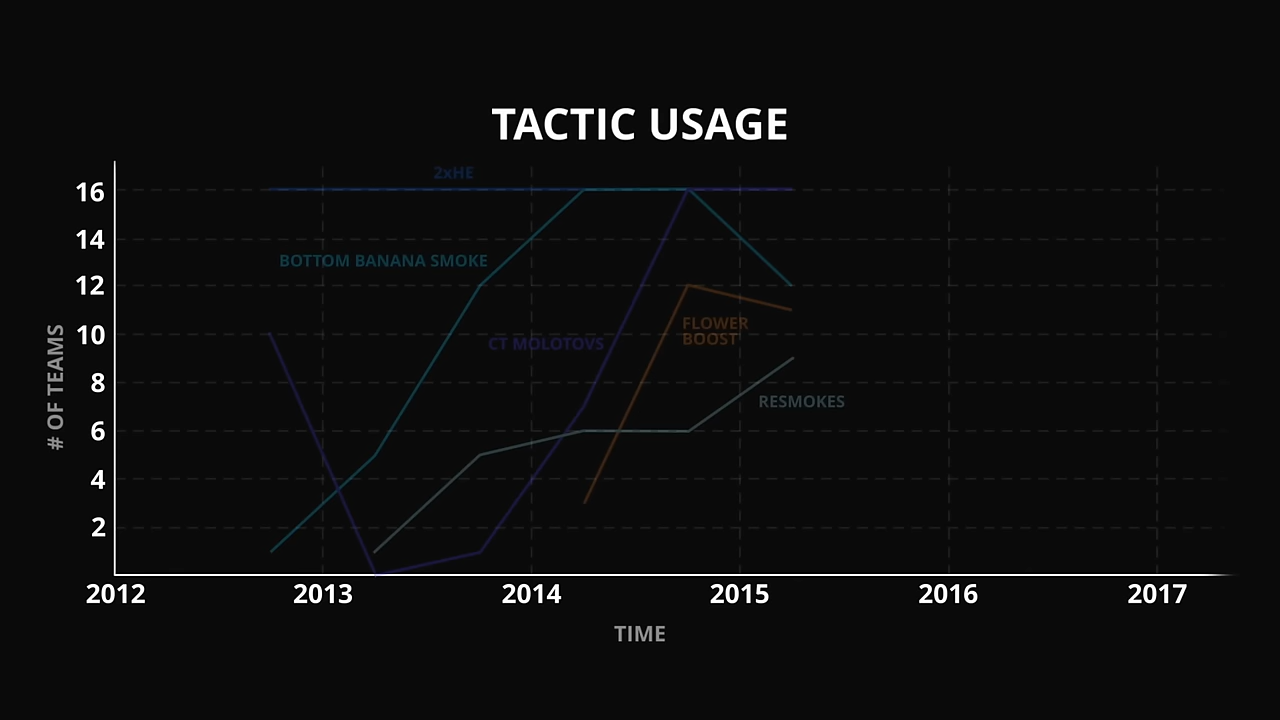 TACTIC USAGE
2xHE
16
14
BOTTOM BANANA SMOKE
12
FLOWER
BOOST
10
CT MOLOTOVS
8
RESMOKES
6
4
2
# OF TEAMS
2012 2013 2014 2015 2016 2017
TIME